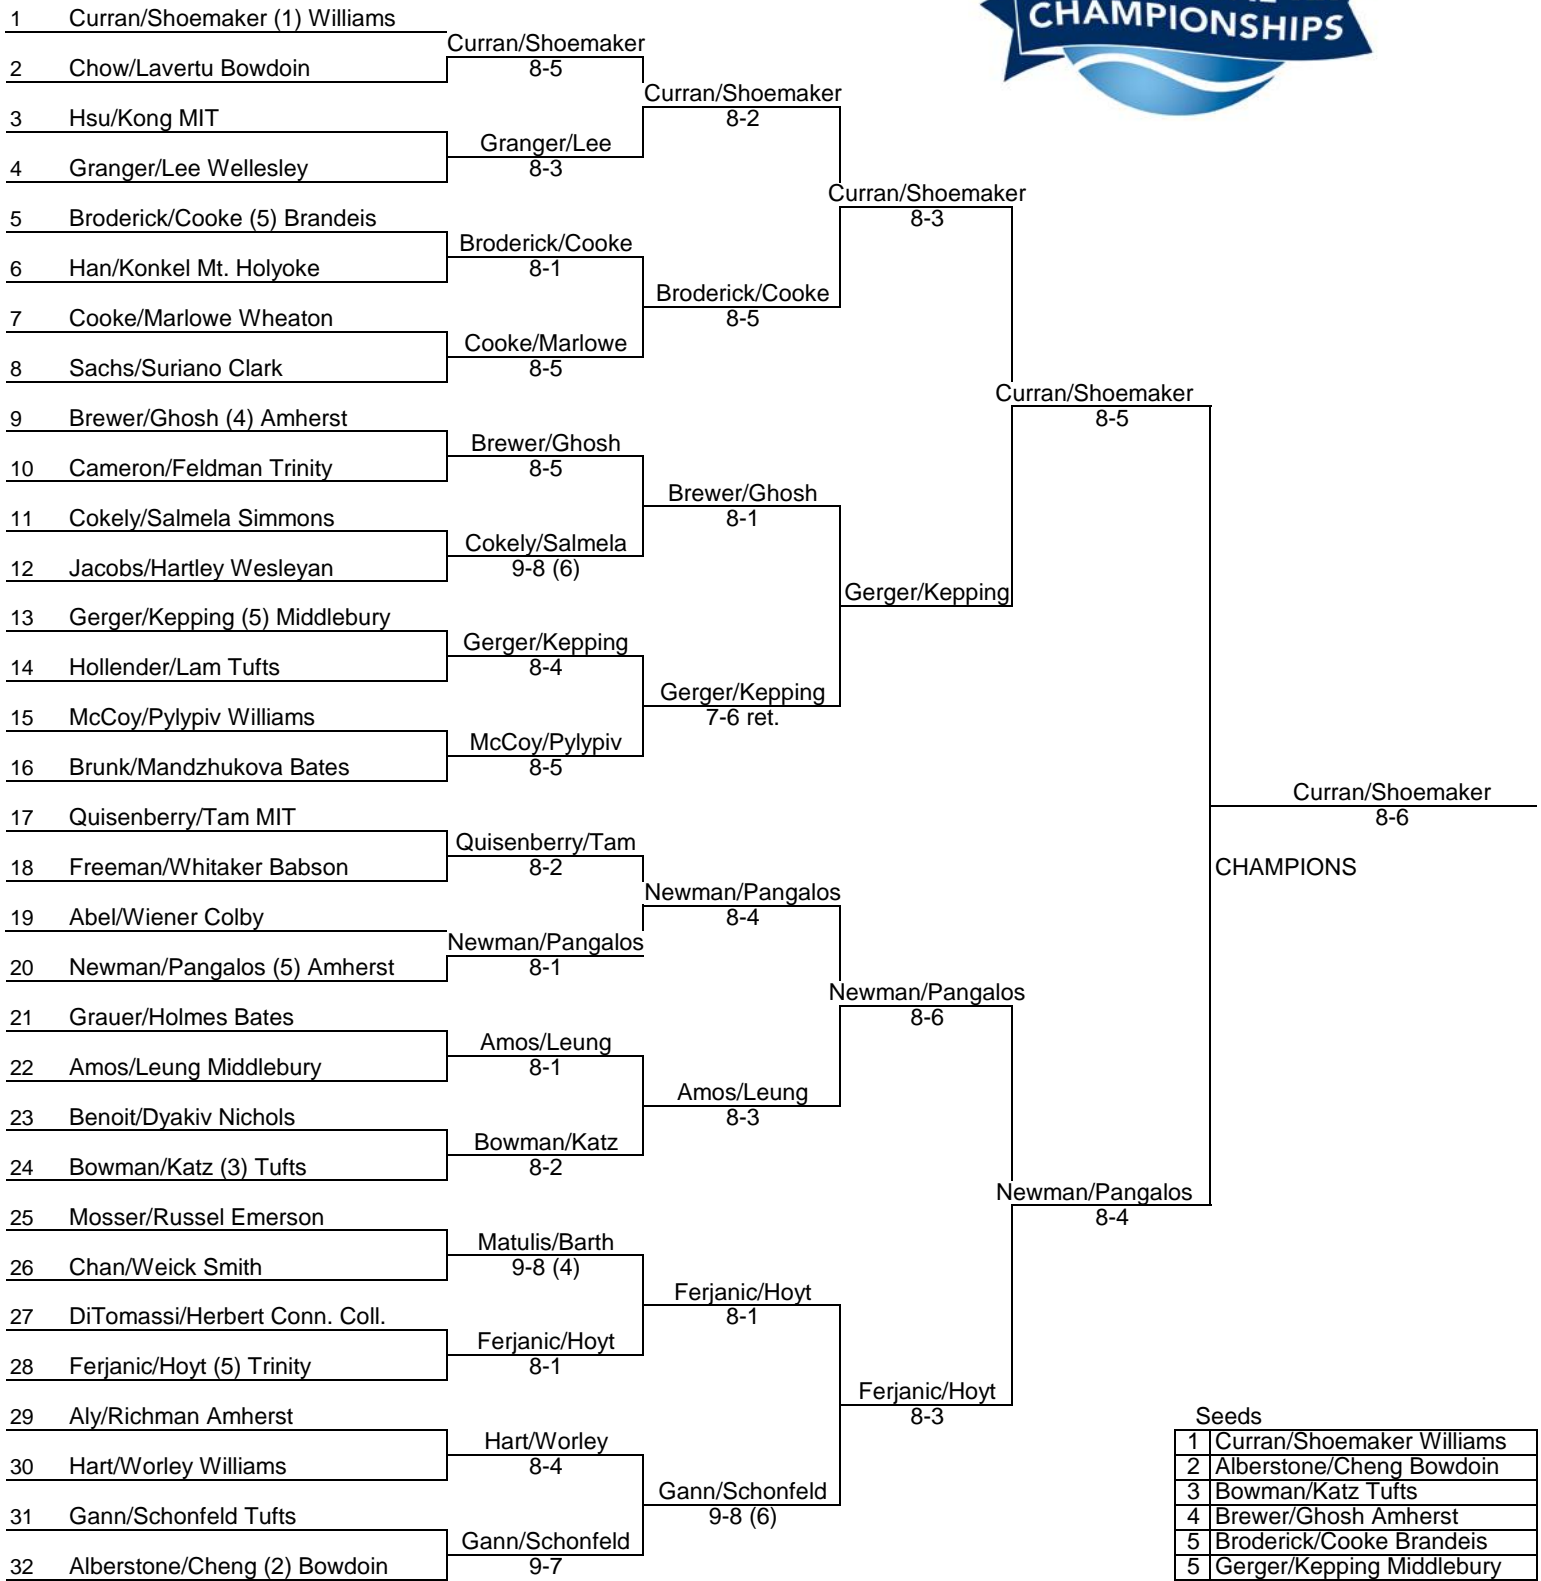 CHAMPIONSHIPS
1 Curran/Shoemaker (1) Williams
2 Chow/Lavertu Bowdoin
3 Hsu/Kong MIT
4 Granger/Lee Wellesley
5 Broderick/Cooke (5) Brandeis
6 Han/Konkel Mt. Holyoke
7 Cooke/Marlowe Wheaton
8 Sachs/Suriano Clark
9 Brewer/Ghosh (4) Amherst
10 Cameron/Feldman Trinity
11 Cokely/Salmela Simmons
12 Jacobs/Hartley Wesleyan
13 Gerger/Kepping (5) Middlebury
14 Hollender/Lam Tufts
15 McCoy/Pylypiv Williams
16 Brunk/Mandzhukova Bates
17 Quisenberry/Tam MIT
18 Freeman/Whitaker Babson
19 Abel/Wiener Colby
20 Newman/Pangalos (5) Amherst
21 Grauer/Holmes Bates
22 Amos/Leung Middlebury
23 Benoit/Dyakiv Nichols
24 Bowman/Katz (3) Tufts
25 Mosser/Russel Emerson
26 Chan/Weick Smith
27 DiTomassi/Herbert Conn. Coll.
28 Ferjanic/Hoyt (5) Trinity
29 Aly/Richman Amherst
30 Hart/Worley Williams
31 Gann/Schonfeld Tufts
32 Alberstone/Cheng (2) Bowdoin
Curran/Shoemaker
8-5
Granger/Lee
8-3
Broderick/Cooke
8-1
Cooke/Marlowe
8-5
Brewer/Ghosh
8-5
Cokely/Salmela
9-8 (6)
Gerger/Kepping
8-4
McCoy/Pylypiv
8-5
Quisenberry/Tam
8-2
Newman/Pangalos
8-1
Amos/Leung
8-1
Bowman/Katz
8-2
Matulis/Barth
9-8 (4)
Ferjanic/Hoyt
8-1
Hart/Worley
8-4
Gann/Schonfeld
9-7
Curran/Shoemaker
8-2
Broderick/Cooke
8-5
Brewer/Ghosh
8-1
Gerger/Kepping
7-6 ret.
Newman/Pangalos
8-4
Amos/Leung
8-3
Ferjanic/Hoyt
8-1
Gann/Schonfeld
9-8 (6)
Curran/Shoemaker
8-3
Gerger/Kepping
Newman/Pangalos
8-6
Ferjanic/Hoyt
8-3
Curran/Shoemaker
8-5
Newman/Pangalos
8-4
Curran/Shoemaker
8-6
CHAMPIONS
Seeds
1 Curran/Shoemaker Williams
2 Alberstone/Cheng Bowdoin
3 Bowman/Katz Tufts
4 Brewer/Ghosh Amherst
5 Broderick/Cooke Brandeis
5 Gerger/Kepping Middlebury